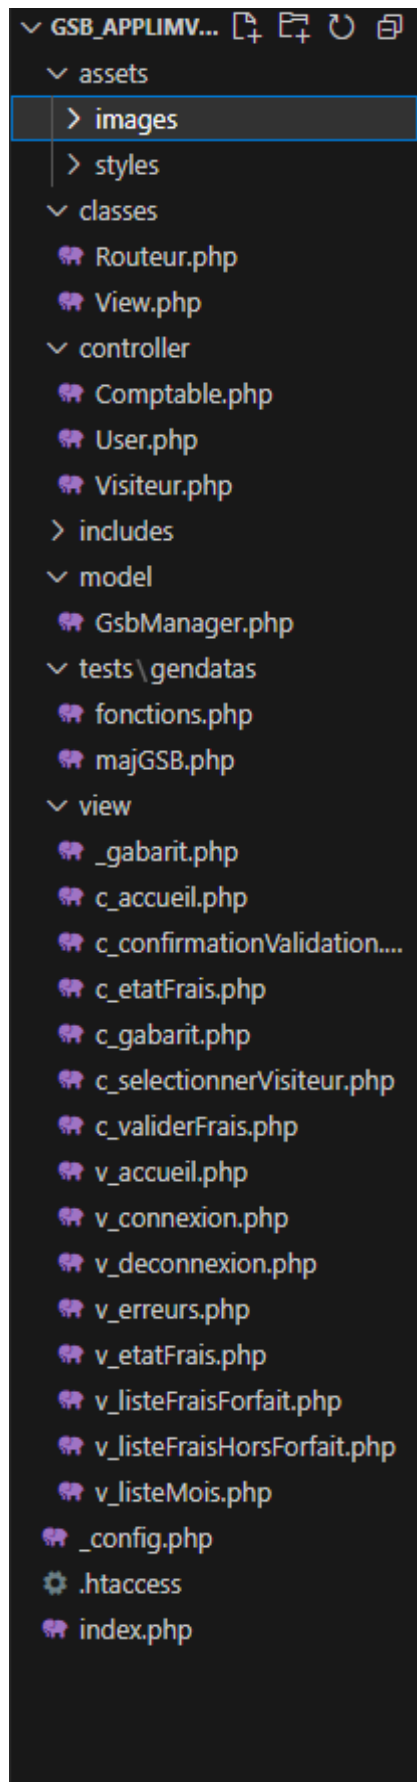 GSB_APPLIMV...
assets
images
styles
classes
Routeur.php
View.php
controller
Comptable.php
User.php
Visiteur.php
includes
model
GsbManager.php
tests\gendatas
fonctions.php
majGSB.php
view
_gabarit.php
c_accueil.php
c_confirmationValidation....
c_etatFrais.php
c_gabarit.php
c_selectionnerVisiteur.php
c_validerFrais.php
v_accueil.php
v_connexion.php
v_deconnexion.php
v_erreurs.php
v_etatFrais.php
v_listeFraisForfait.php
v_listeFraisHorsForfait.php
v_listeMois.php
_config.php
.htaccess
index.php